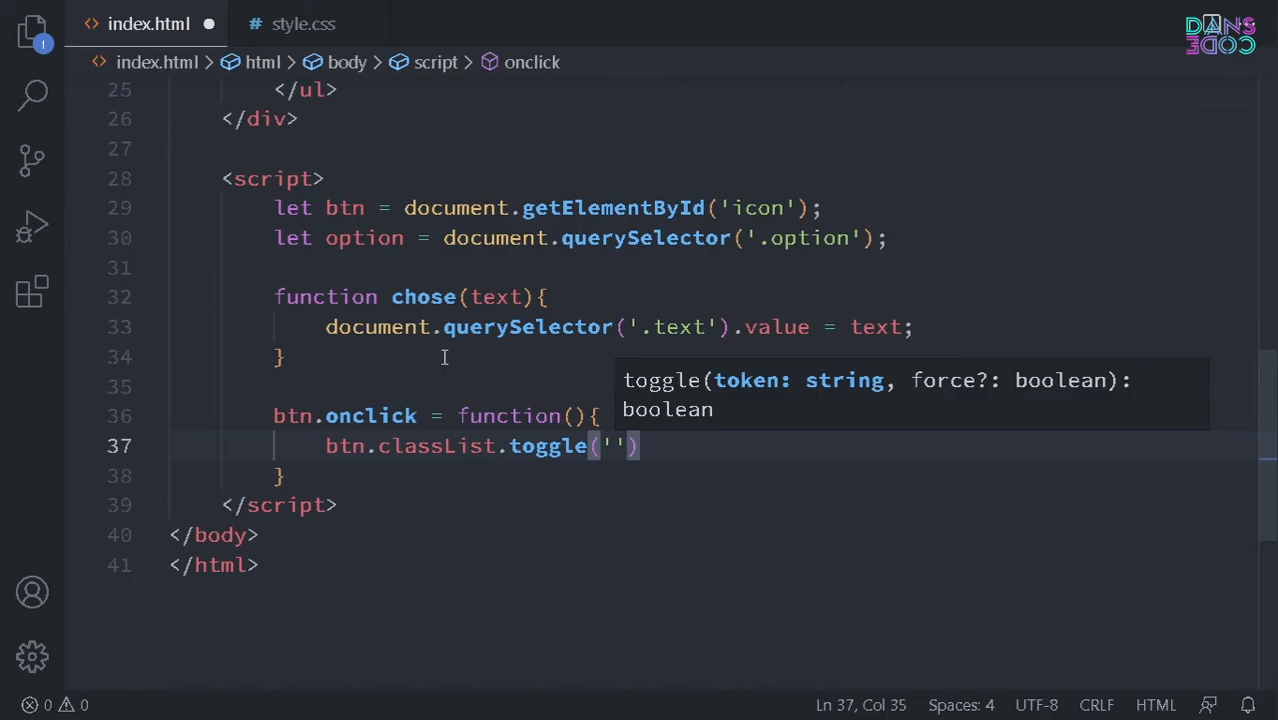 index.html
style.css
DANS
CODE
index.html > html > body > script > onclick
1
25 </ul>
26 </div>
27
28 <script>
29 let btn = document.getElementById('icon');
30 let option = document.querySelector('.option');
31
32 function chose(text){
33 document.querySelector('.text').value = text;
34 }
35
36 btn.onclick = function(){
37 btn.classList.toggle('')
38 }
39 </script>
40 </body>
41 </html>
toggle(token: string, force?: boolean):
boolean
0 0 Ln 37, Col 35 Spaces: 4 UTF-8 CRLF HTML